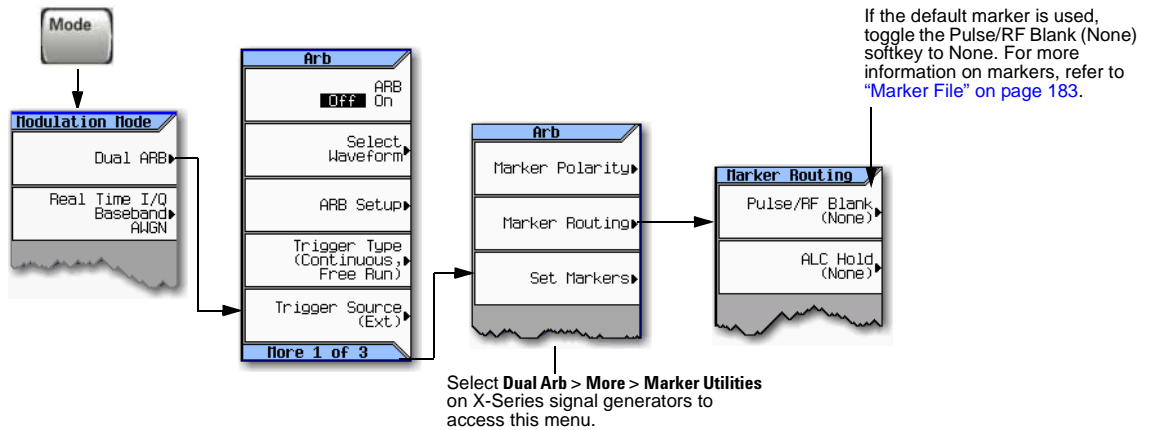 Mode
If the default marker is used,
toggle the Pulse/RF Blank (None)
softkey to None. For more
information on markers, refer to
“Marker File” on page 183.
Modulation Mode
Dual ARB
Real Time I/Q
Baseband
AWGN
Arb
ARB
Off On
Select
Waveform
ARB Setup
Trigger Type
(Continuous,
Free Run)
Trigger Source
(Ext)
More 1 of 3
Arb
Marker Polarity
Marker Routing
Set Markers
Marker Routing
Pulse/RF Blank
(None)
ALC Hold
(None)
Select Dual Arb > More > Marker Utilities
on X-Series signal generators to
access this menu.